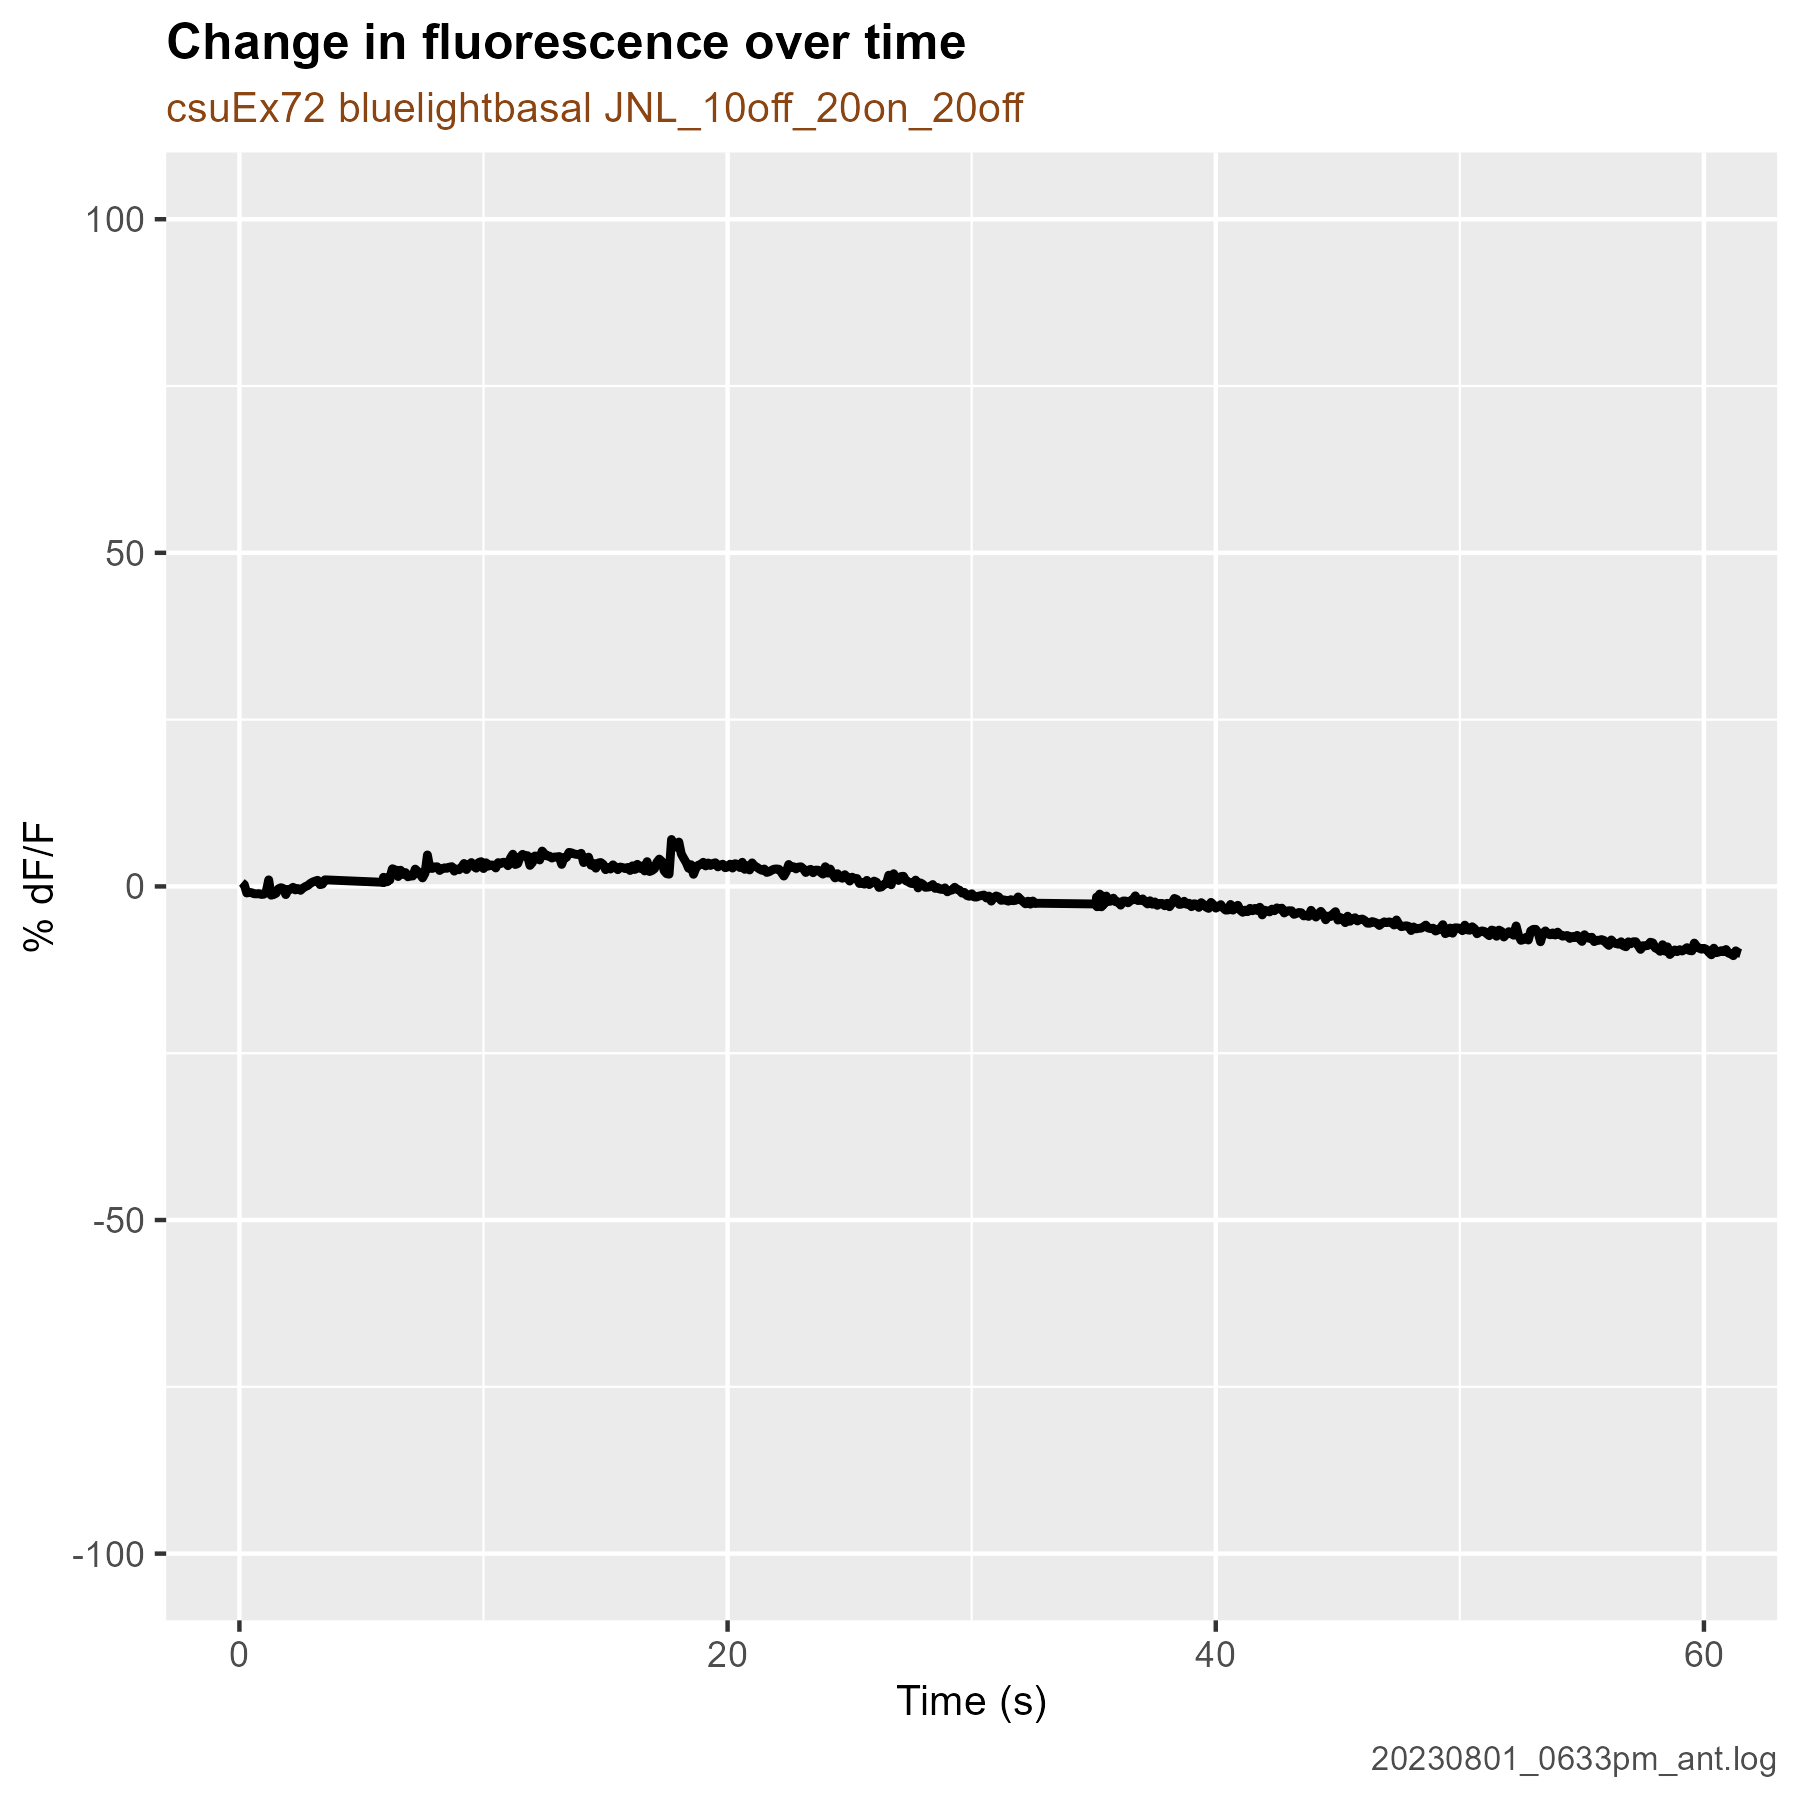 Change in fluorescence over time
csuEx72 bluelightbasal JNL_10off_20on_20off
100
50
0
-50
-100
% dF/F
0 20 40 60
Time (s)
20230801_0633pm_ant.log